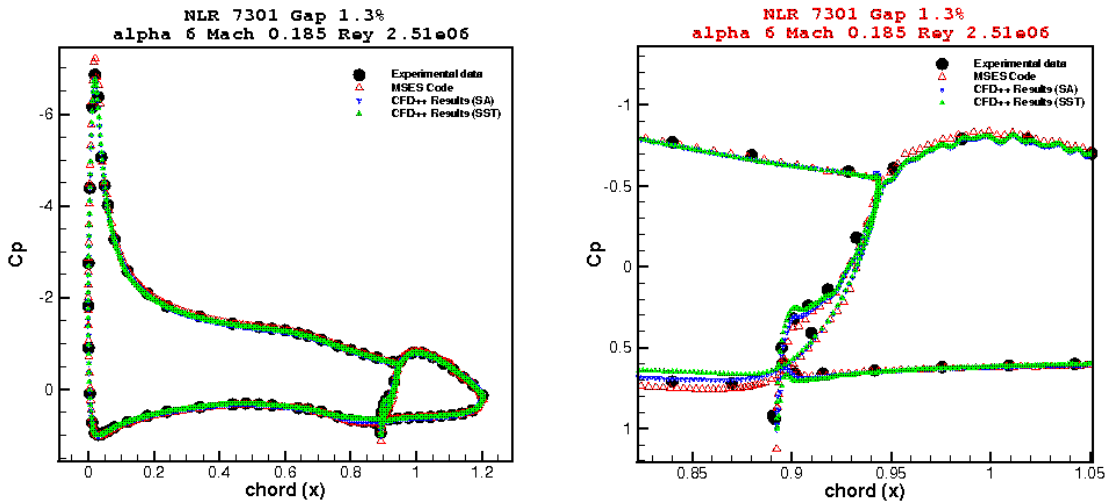 NLR 7301 Gap 1.3%
alpha 6 Mach 0.185 Rey 2.51e06
Experimental data
MSES Code
CFD++ Results (SA)
CFD++ Results (SST)
-6
-4
-2
0
Cp
0
0.2
0.4
0.6
0.8
1
1.2
chord (x)
NLR 7301 Gap 1.3%
alpha 6 Mach 0.185 Rey 2.51e06
Experimental data
MSES Code
CFD++ Results (SA)
CFD++ Results (SST)
-1
-0.5
0
0.5
1
Cp
0.85
0.9
0.95
1
1.05
chord (x)